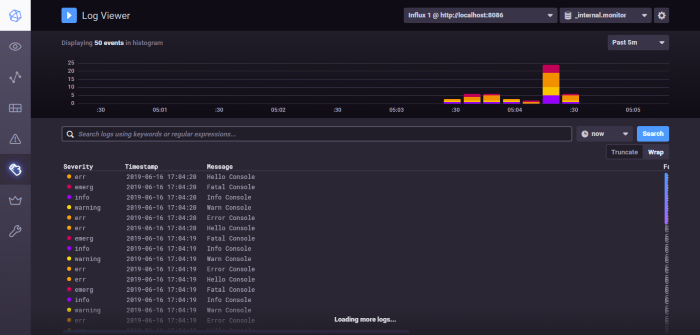 Log Viewer
Influx 1 @ http://localhost:8086
_internal.monitor
Displaying 50 events in histogram
Past 5m
25
20
15
10
5
0
:30 05:01 :30 05:02 :30 05:03 :30 05:04 :30 05:05
Search logs using keywords or regular expressions...
now
Search
Truncate Wrap
Severity Timestamp Message
err 2019-06-16 17:04:20 Hello Console
emerg 2019-06-16 17:04:20 Fatal Console
info 2019-06-16 17:04:20 Info Console
warning 2019-06-16 17:04:20 Warn Console
err 2019-06-16 17:04:20 Error Console
err 2019-06-16 17:04:20 Hello Console
emerg 2019-06-16 17:04:19 Fatal Console
info 2019-06-16 17:04:19 Info Console
warning 2019-06-16 17:04:19 Warn Console
err 2019-06-16 17:04:19 Error Console
err 2019-06-16 17:04:19 Hello Console
emerg 2019-06-16 17:04:19 Fatal Console
info 2019-06-16 17:04:19 Info Console
warning 2019-06-16 17:04:19 Warn Console
err 2019-06-16 17:04:19 Error Console
Loading more logs...